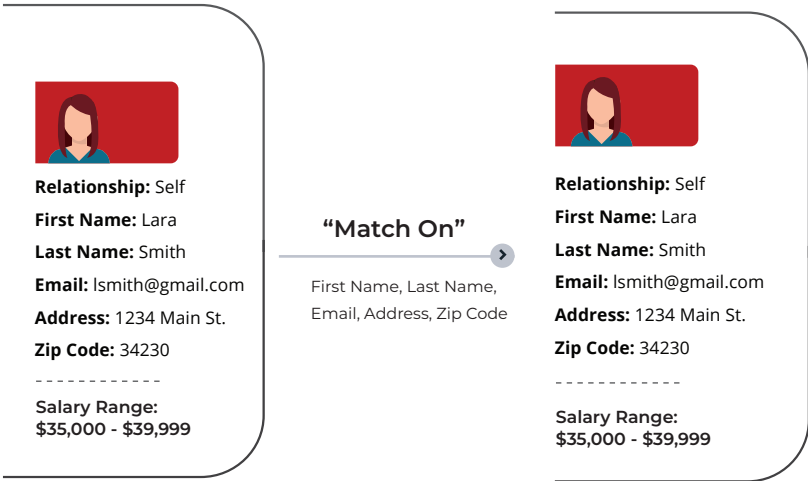 Relationship: Self
First Name: Lara
Last Name: Smith
Email: lsmith@gmail.com
Address: 1234 Main St.
Zip Code: 34230
------------
Salary Range:
$35,000 - $39,999
“Match On”
First Name, Last Name,
Email, Address, Zip Code
Relationship: Self
First Name: Lara
Last Name: Smith
Email: lsmith@gmail.com
Address: 1234 Main St.
Zip Code: 34230
------------
Salary Range:
$35,000 - $39,999